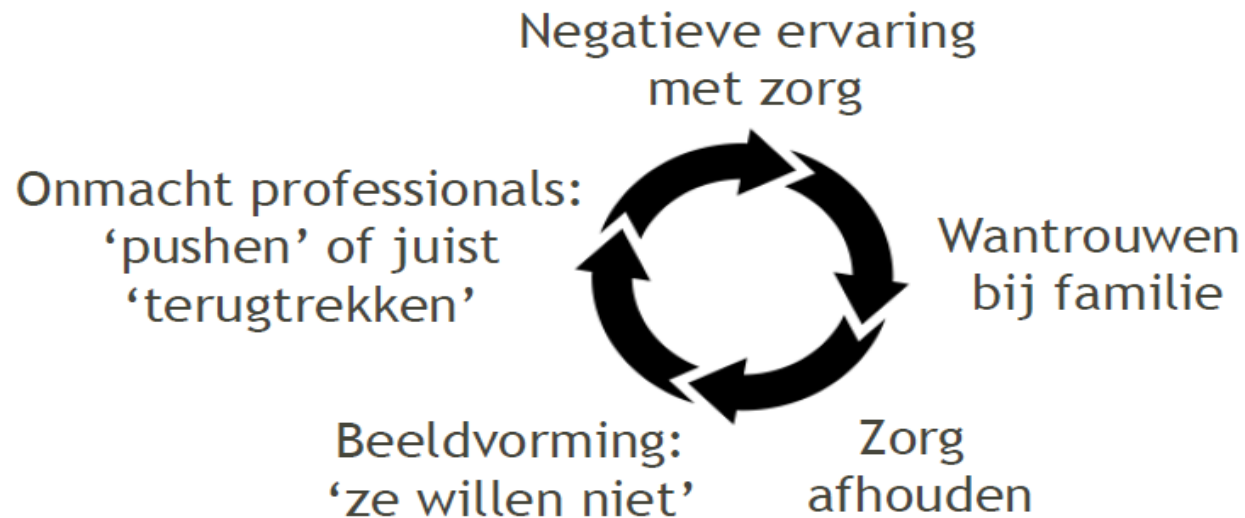 Negatieve ervaring
met zorg
Wantrouwen
bij familie
Zorg
afhouden
Beeldvorming:
‘ze willen niet’
Onmacht professionals:
‘pushen’ of juist
‘terugtrekken’